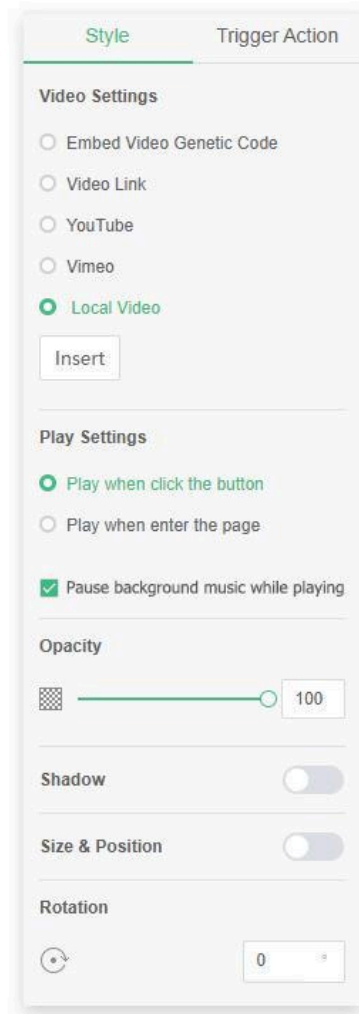 Style
Trigger Action
Video Settings
Embed Video Genetic Code
Video Link
YouTube
Vimeo
Local Video
Insert
Play Settings
Play when click the button
Play when enter the page
Pause background music while playing
Opacity
100
Shadow
Size & Position
Rotation
0 °